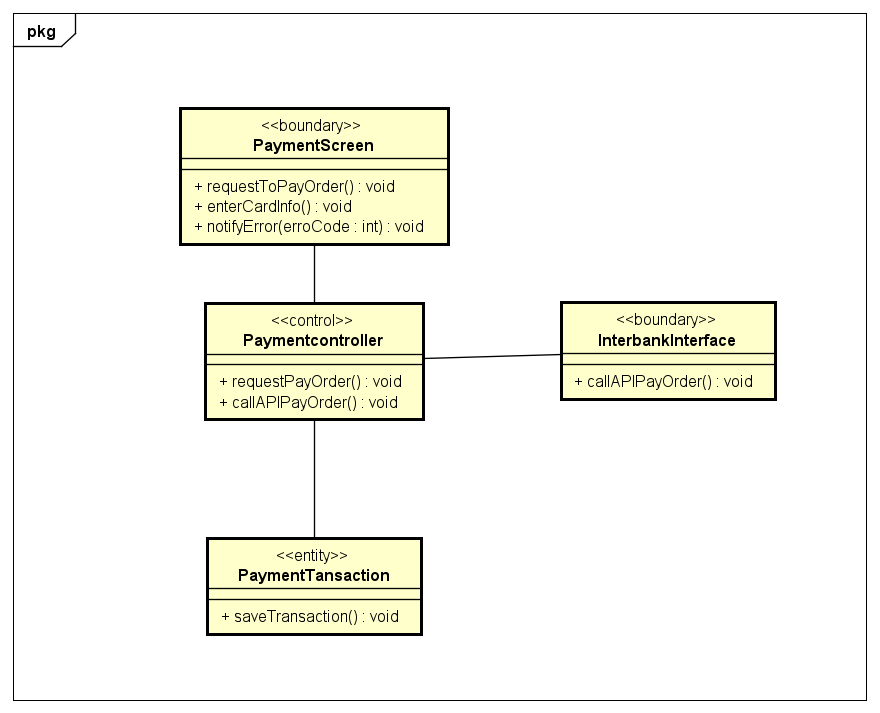 pkg
<<boundary>>
PaymentScreen
+ requestToPayOrder() : void
+ enterCardInfo() : void
+ notifyError(erroCode : int) : void
<<control>>
Paymentcontroller
+ requestPayOrder() : void
+ callAPIPayOrder() : void
<<boundary>>
InterbankInterface
+ callAPIPayOrder() : void
<<entity>>
PaymentTansaction
+ saveTransaction() : void